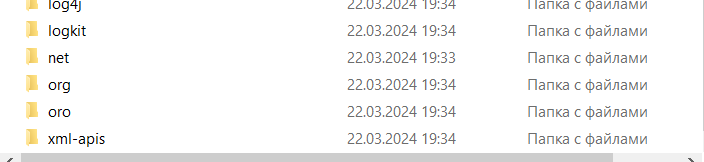 log4j 22.03.2024 19:34 Папка с файлами
logkit 22.03.2024 19:34 Папка с файлами
net 22.03.2024 19:33 Папка с файлами
org 22.03.2024 19:34 Папка с файлами
oro 22.03.2024 19:34 Папка с файлами
xml-apis 22.03.2024 19:34 Папка с файлами